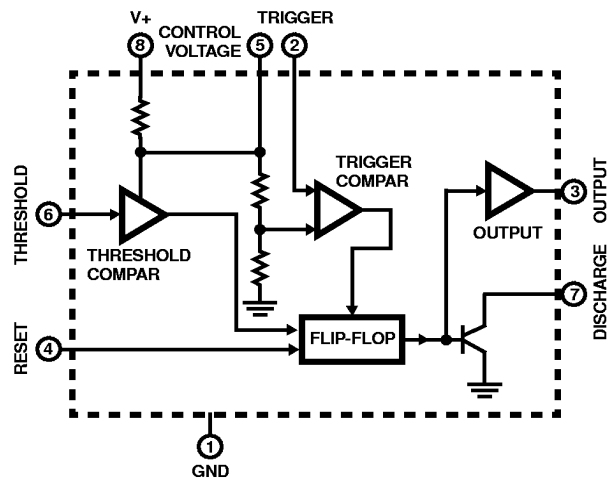 V+
8
CONTROL
VOLTAGE
5
TRIGGER
2
THRESHOLD
6
THRESHOLD
COMPAR
TRIGGER
COMPAR
OUTPUT
3
OUTPUT
7
DISCHARGE
RESET
4
FLIP-FLOP
1
GND